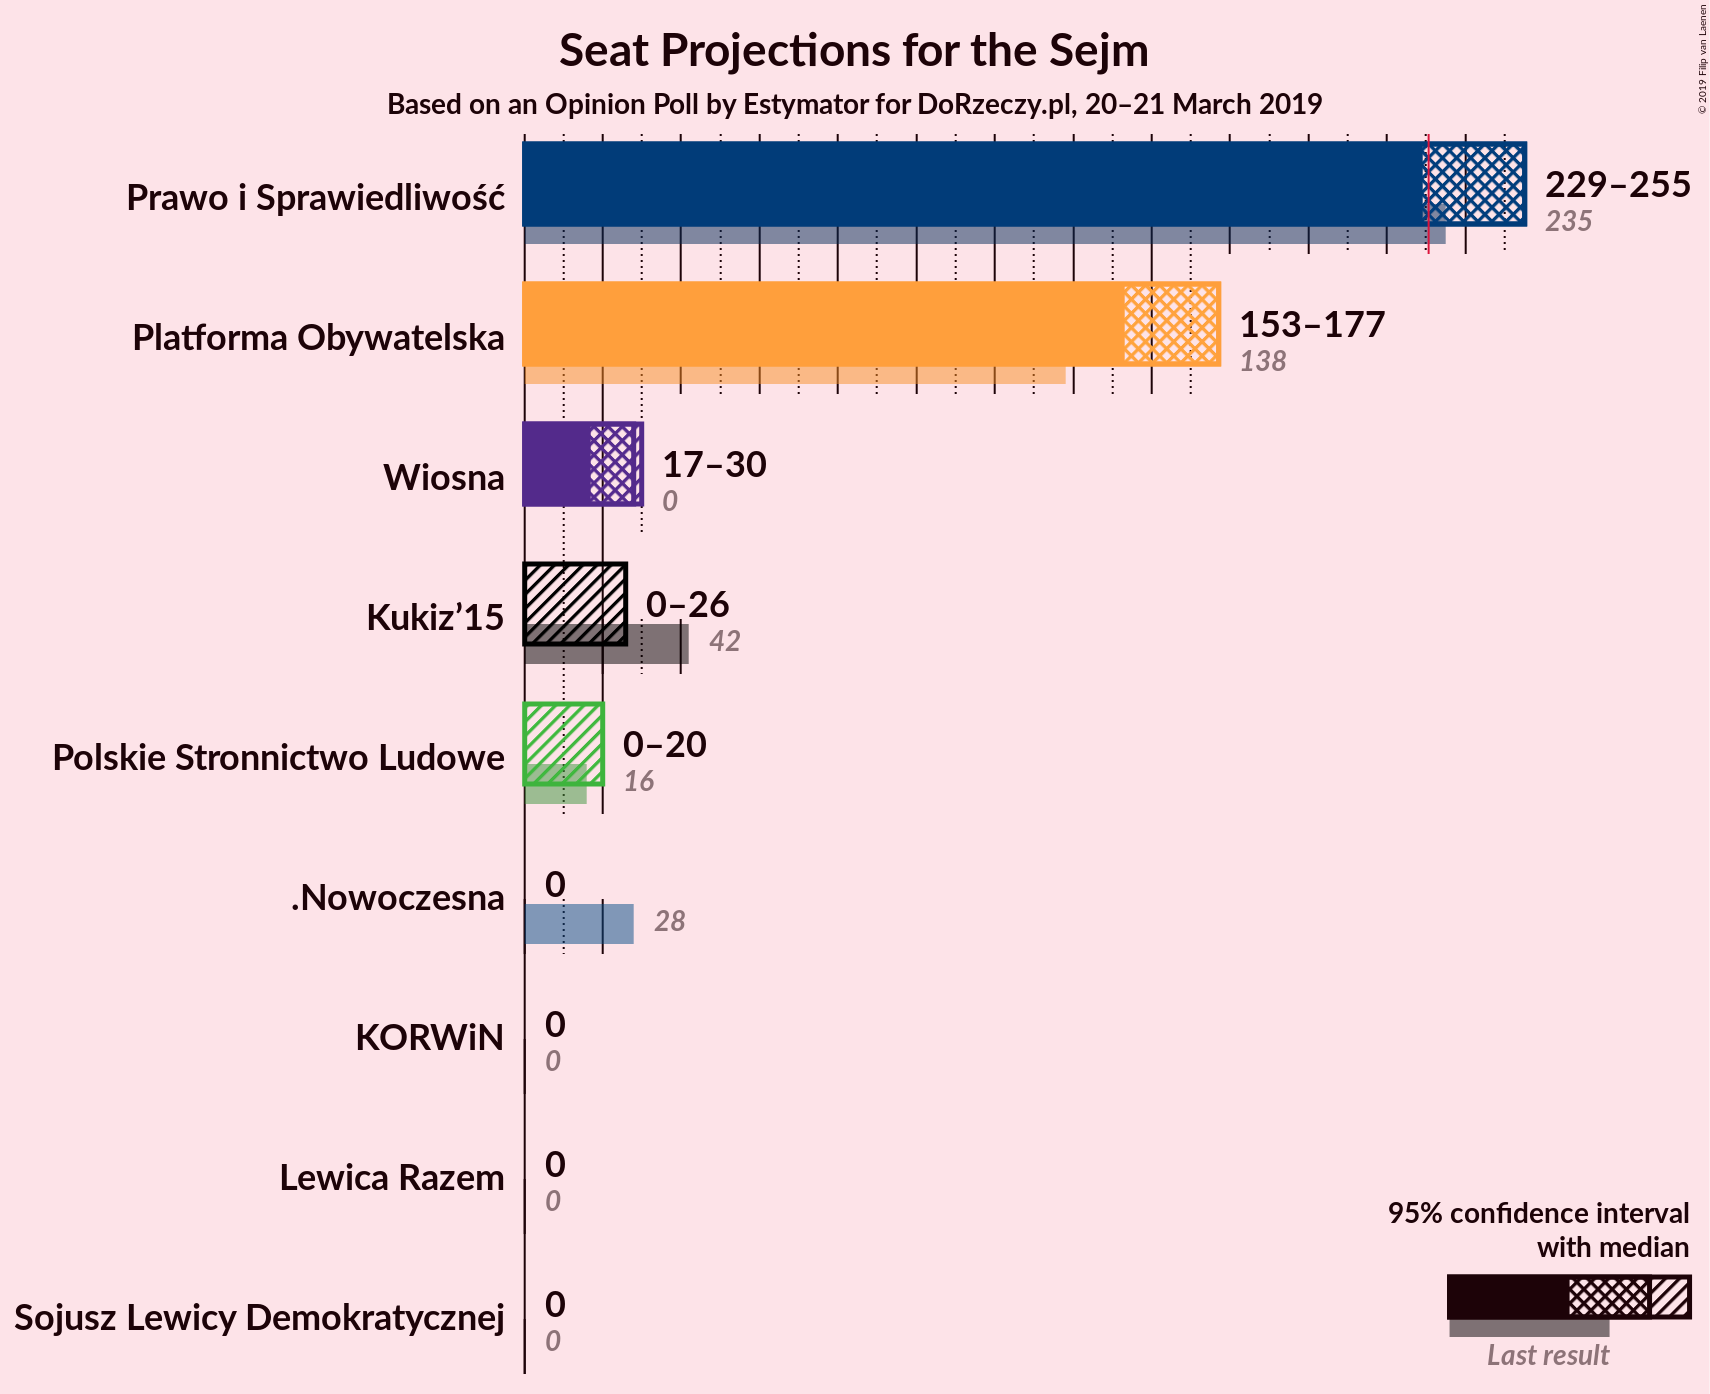 Seat Projections for the Sejm
Based on an Opinion Poll by Estymator for DoRzeczy.pl, 20–21 March 2019
© 2019 Filip van Laenen
Prawo i Sprawiedliwość
229–255
235
Platforma Obywatelska
153–177
138
Wiosna
17–30
0
Kukiz’15
0–26
42
Polskie Stronnictwo Ludowe
0–20
16
.Nowoczesna
0
28
KORWiN
0
0
Lewica Razem
0
0
Sojusz Lewicy Demokratycznej
0
0
95% confidence interval
with median
Last result